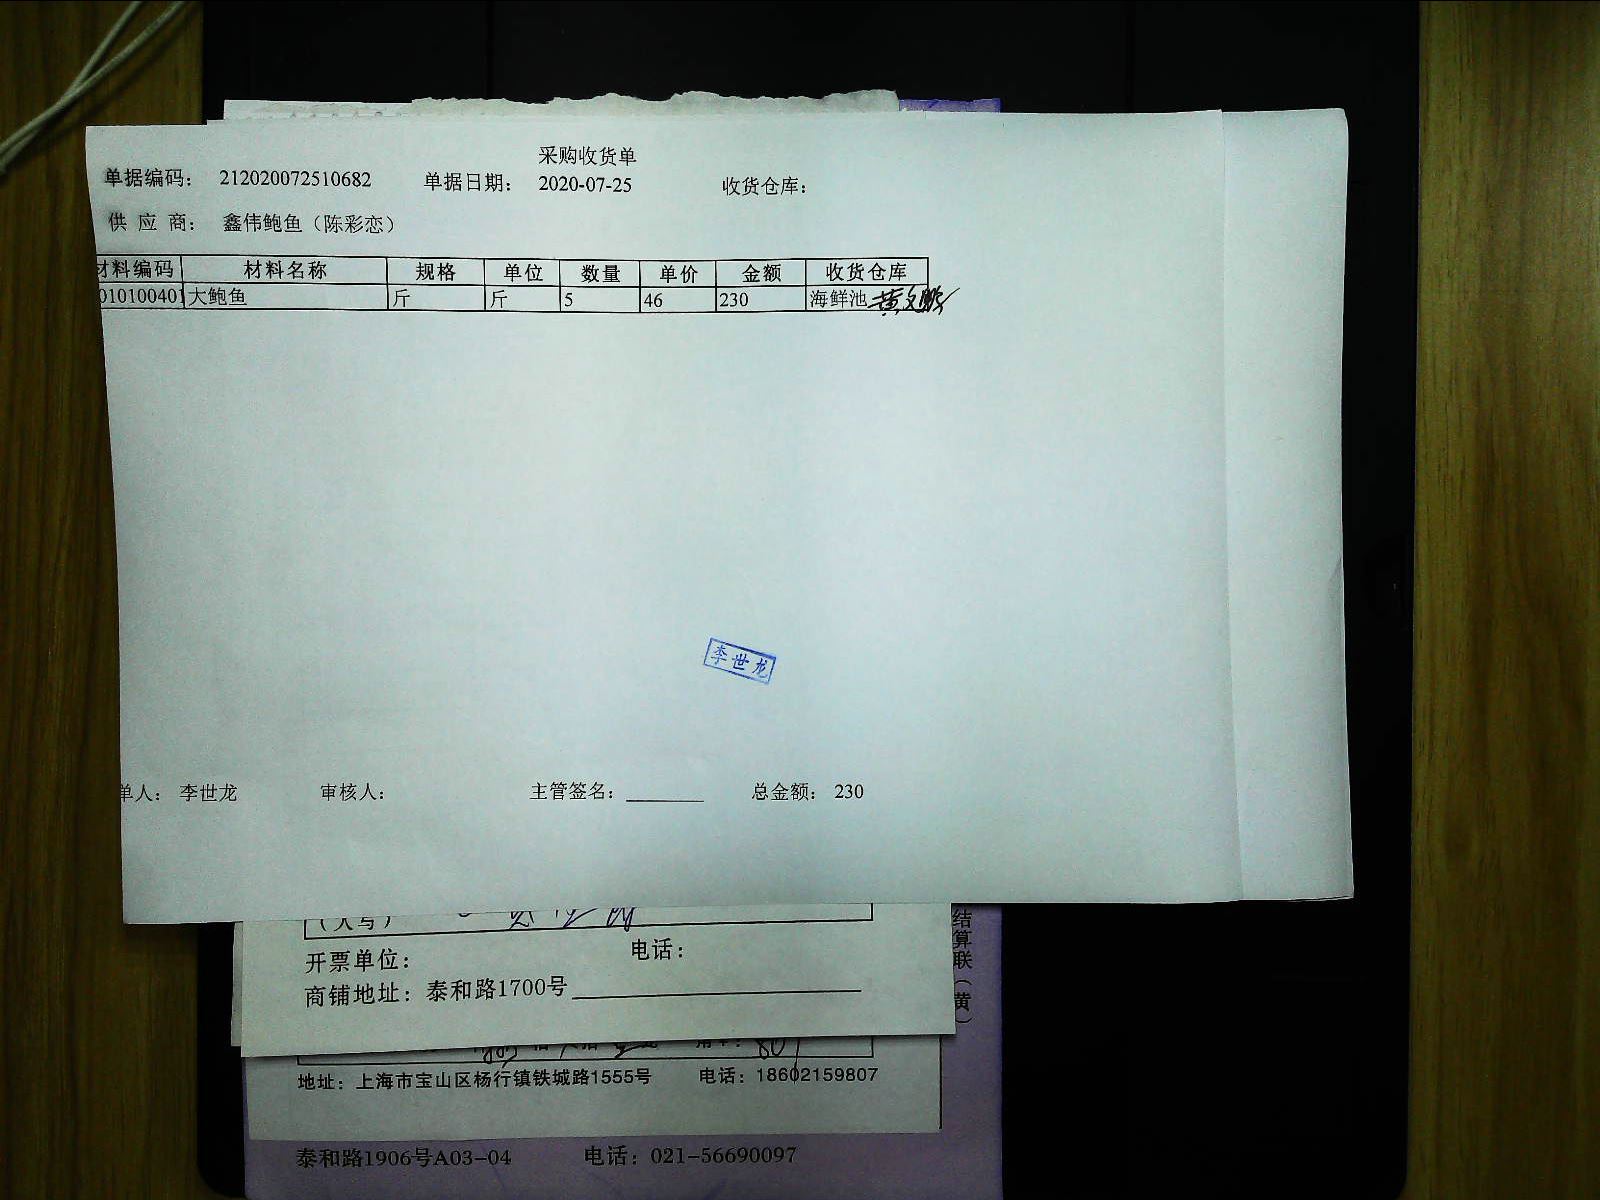 采购收货单
单据编码： 212020072510682 单据日期： 2020-07-25 收货仓库：
供 应 商： 鑫伟鲍鱼（陈彩恋）
材料编码 材料名称 规格 单位 数量 单价 金额 收货仓库
010100401 大鲍鱼 斤 斤 5 46 230 海鲜池
李世龙
单人： 李世龙 审核人： 主管签名： 总金额： 230
（大写）
开票单位： 电话：
商铺地址： 泰和路1700号
结算联（黄）
地址：上海市宝山区杨行镇铁城路1555号 电话：18602159807
泰和路1906号A03-04 电话：021-56690097